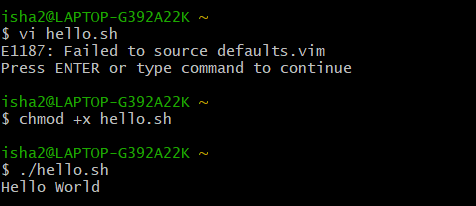 isha2@LAPTOP-G392A22K ~
$ vi hello.sh
E1187: Failed to source defaults.vim
Press ENTER or type command to continue
isha2@LAPTOP-G392A22K ~
$ chmod +x hello.sh
isha2@LAPTOP-G392A22K ~
$ ./hello.sh
Hello World